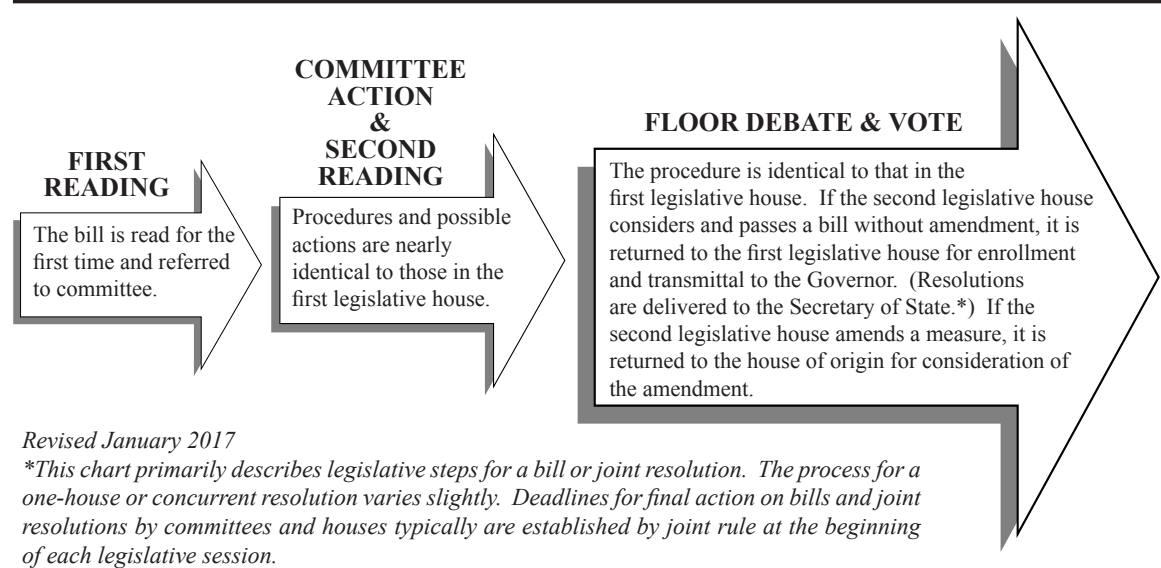 FIRST
READING
The bill is read for the
first time and referred
to committee.
COMMITTEE
ACTION
&
SECOND
READING
Procedures and possible
actions are nearly
identical to those in the
first legislative house.
FLOOR DEBATE & VOTE
The procedure is identical to that in the
first legislative house.  If the second legislative house
considers and passes a bill without amendment, it is
returned to the first legislative house for enrollment
and transmittal to the Governor.  (Resolutions
are delivered to the Secretary of State.*)  If the
second legislative house amends a measure, it is
returned to the house of origin for consideration of
the amendment.
Revised January 2017
*This chart primarily describes legislative steps for a bill or joint resolution.  The process for a
one-house or concurrent resolution varies slightly.  Deadlines for final action on bills and joint
resolutions by committees and houses typically are established by joint rule at the beginning
of each legislative session.